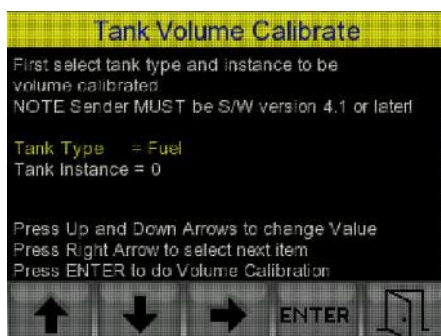 Tank Volume Calibrate
First select tank type and instance to be
volume calibrated
NOTE Sender MUST be S/W version 4.1 or later!
Tank Type = Fuel
Tank Instance = 0
Press Up and Down Arrows to change Value
Press Right Arrow to select next item
Press ENTER to do Volume Calibration
ENTER